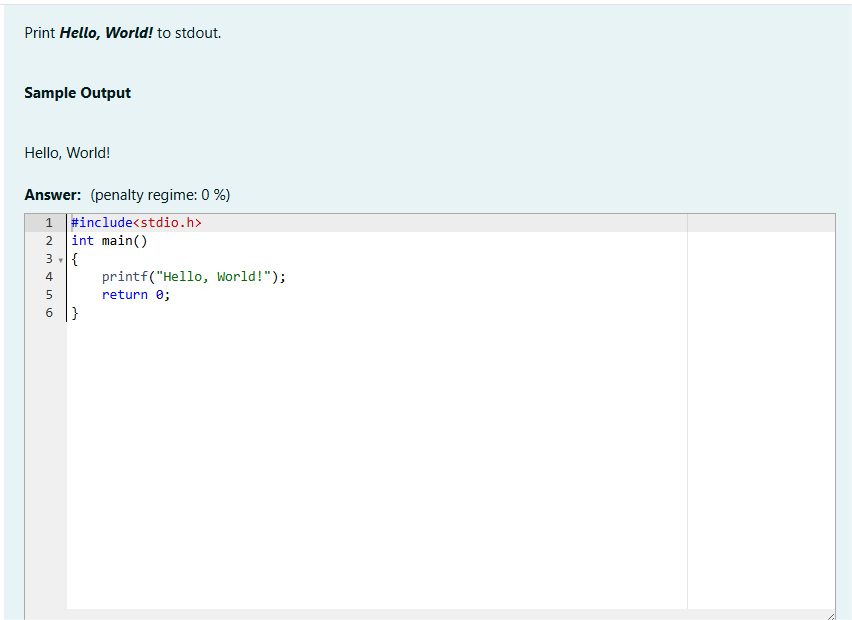 Print Hello, World! to stdout.
Sample Output
Hello, World!
Answer: (penalty regime: 0 %)
1 #include<stdio.h>
2 int main()
3 {
4     printf("Hello, World!");
5     return 0;
6 }